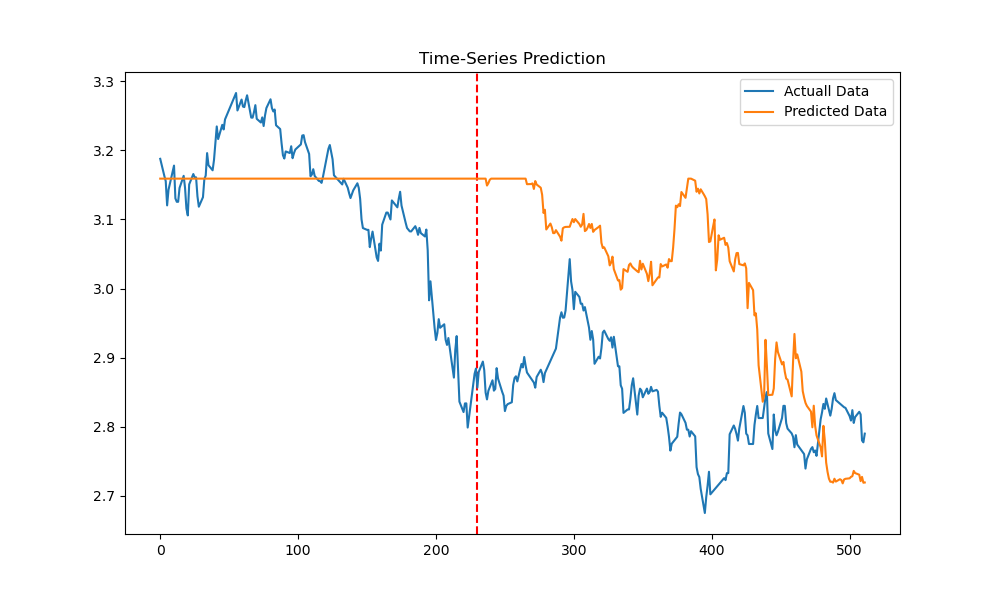 Time-Series Prediction
3.3
3.2
3.1
3.0
2.9
2.8
2.7
0 100 200 300 400 500
Actuall Data
Predicted Data